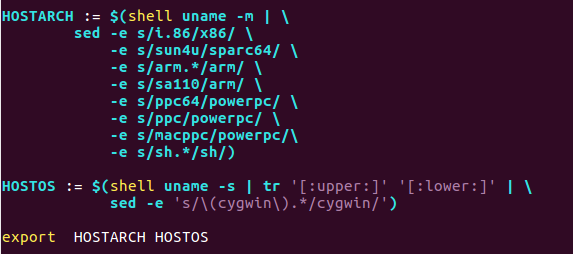 HOSTARCH := $(shell uname -m | \
        sed -e s/i.86/x86/ \
            -e s/sun4u/sparc64/ \
            -e s/arm.*/arm/ \
            -e s/sa110/arm/ \
            -e s/ppc64/powerpc/ \
            -e s/ppc/powerpc/ \
            -e s/macppc/powerpc/\
            -e s/sh.*/sh/)

HOSTOS := $(shell uname -s | tr '[:upper:]' '[:lower:]' | \
            sed -e 's/\(cygwin\).*/cygwin/')

export  HOSTARCH HOSTOS